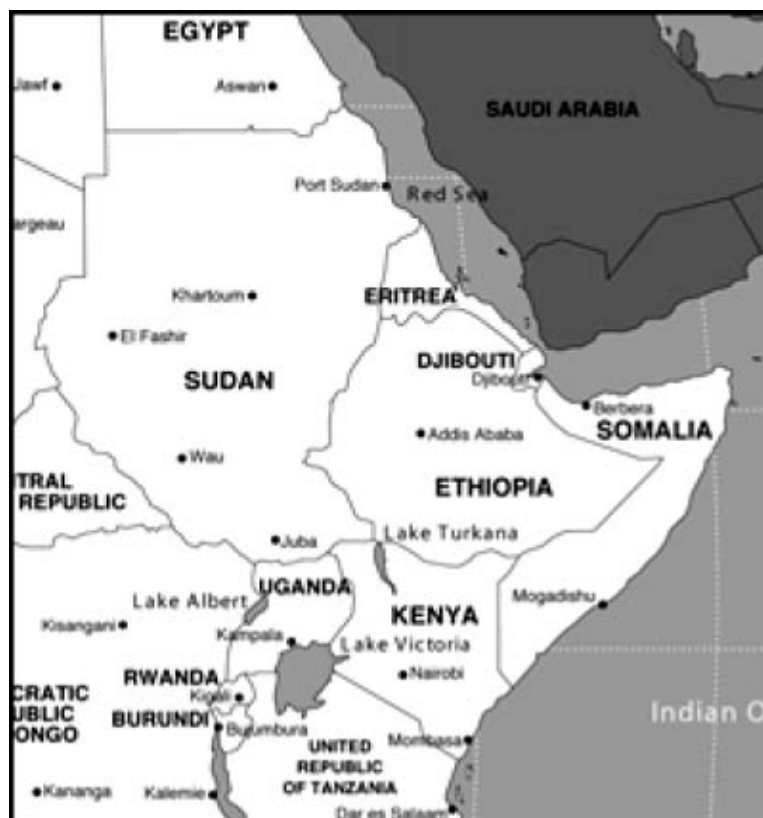 EGYPT
Jawf
Aswan
SAUDI ARABIA
Port Sudan
Red Sea
argeau
Khartoum
ERITREA
El Fashir
DJIBOUTI
Djibouti
SUDAN
Berbera
Addis Ababa
SOMALIA
Wau
NTRAL
REPUBLIC
ETHIOPIA
Lake Turkana
Juba
UGANDA
Lake Albert
KENYA
Mogadishu
Kisangani
Kampala
Lake Victoria
RWANDA
Nairobi
Kigali
CRATIC
UBLIC
ONGO
BURUNDI
Bujumbura
Indian O
Mombasa
UNITED
REPUBLIC
OF TANZANIA
Kananga
Kalemie
Dar es Salaam